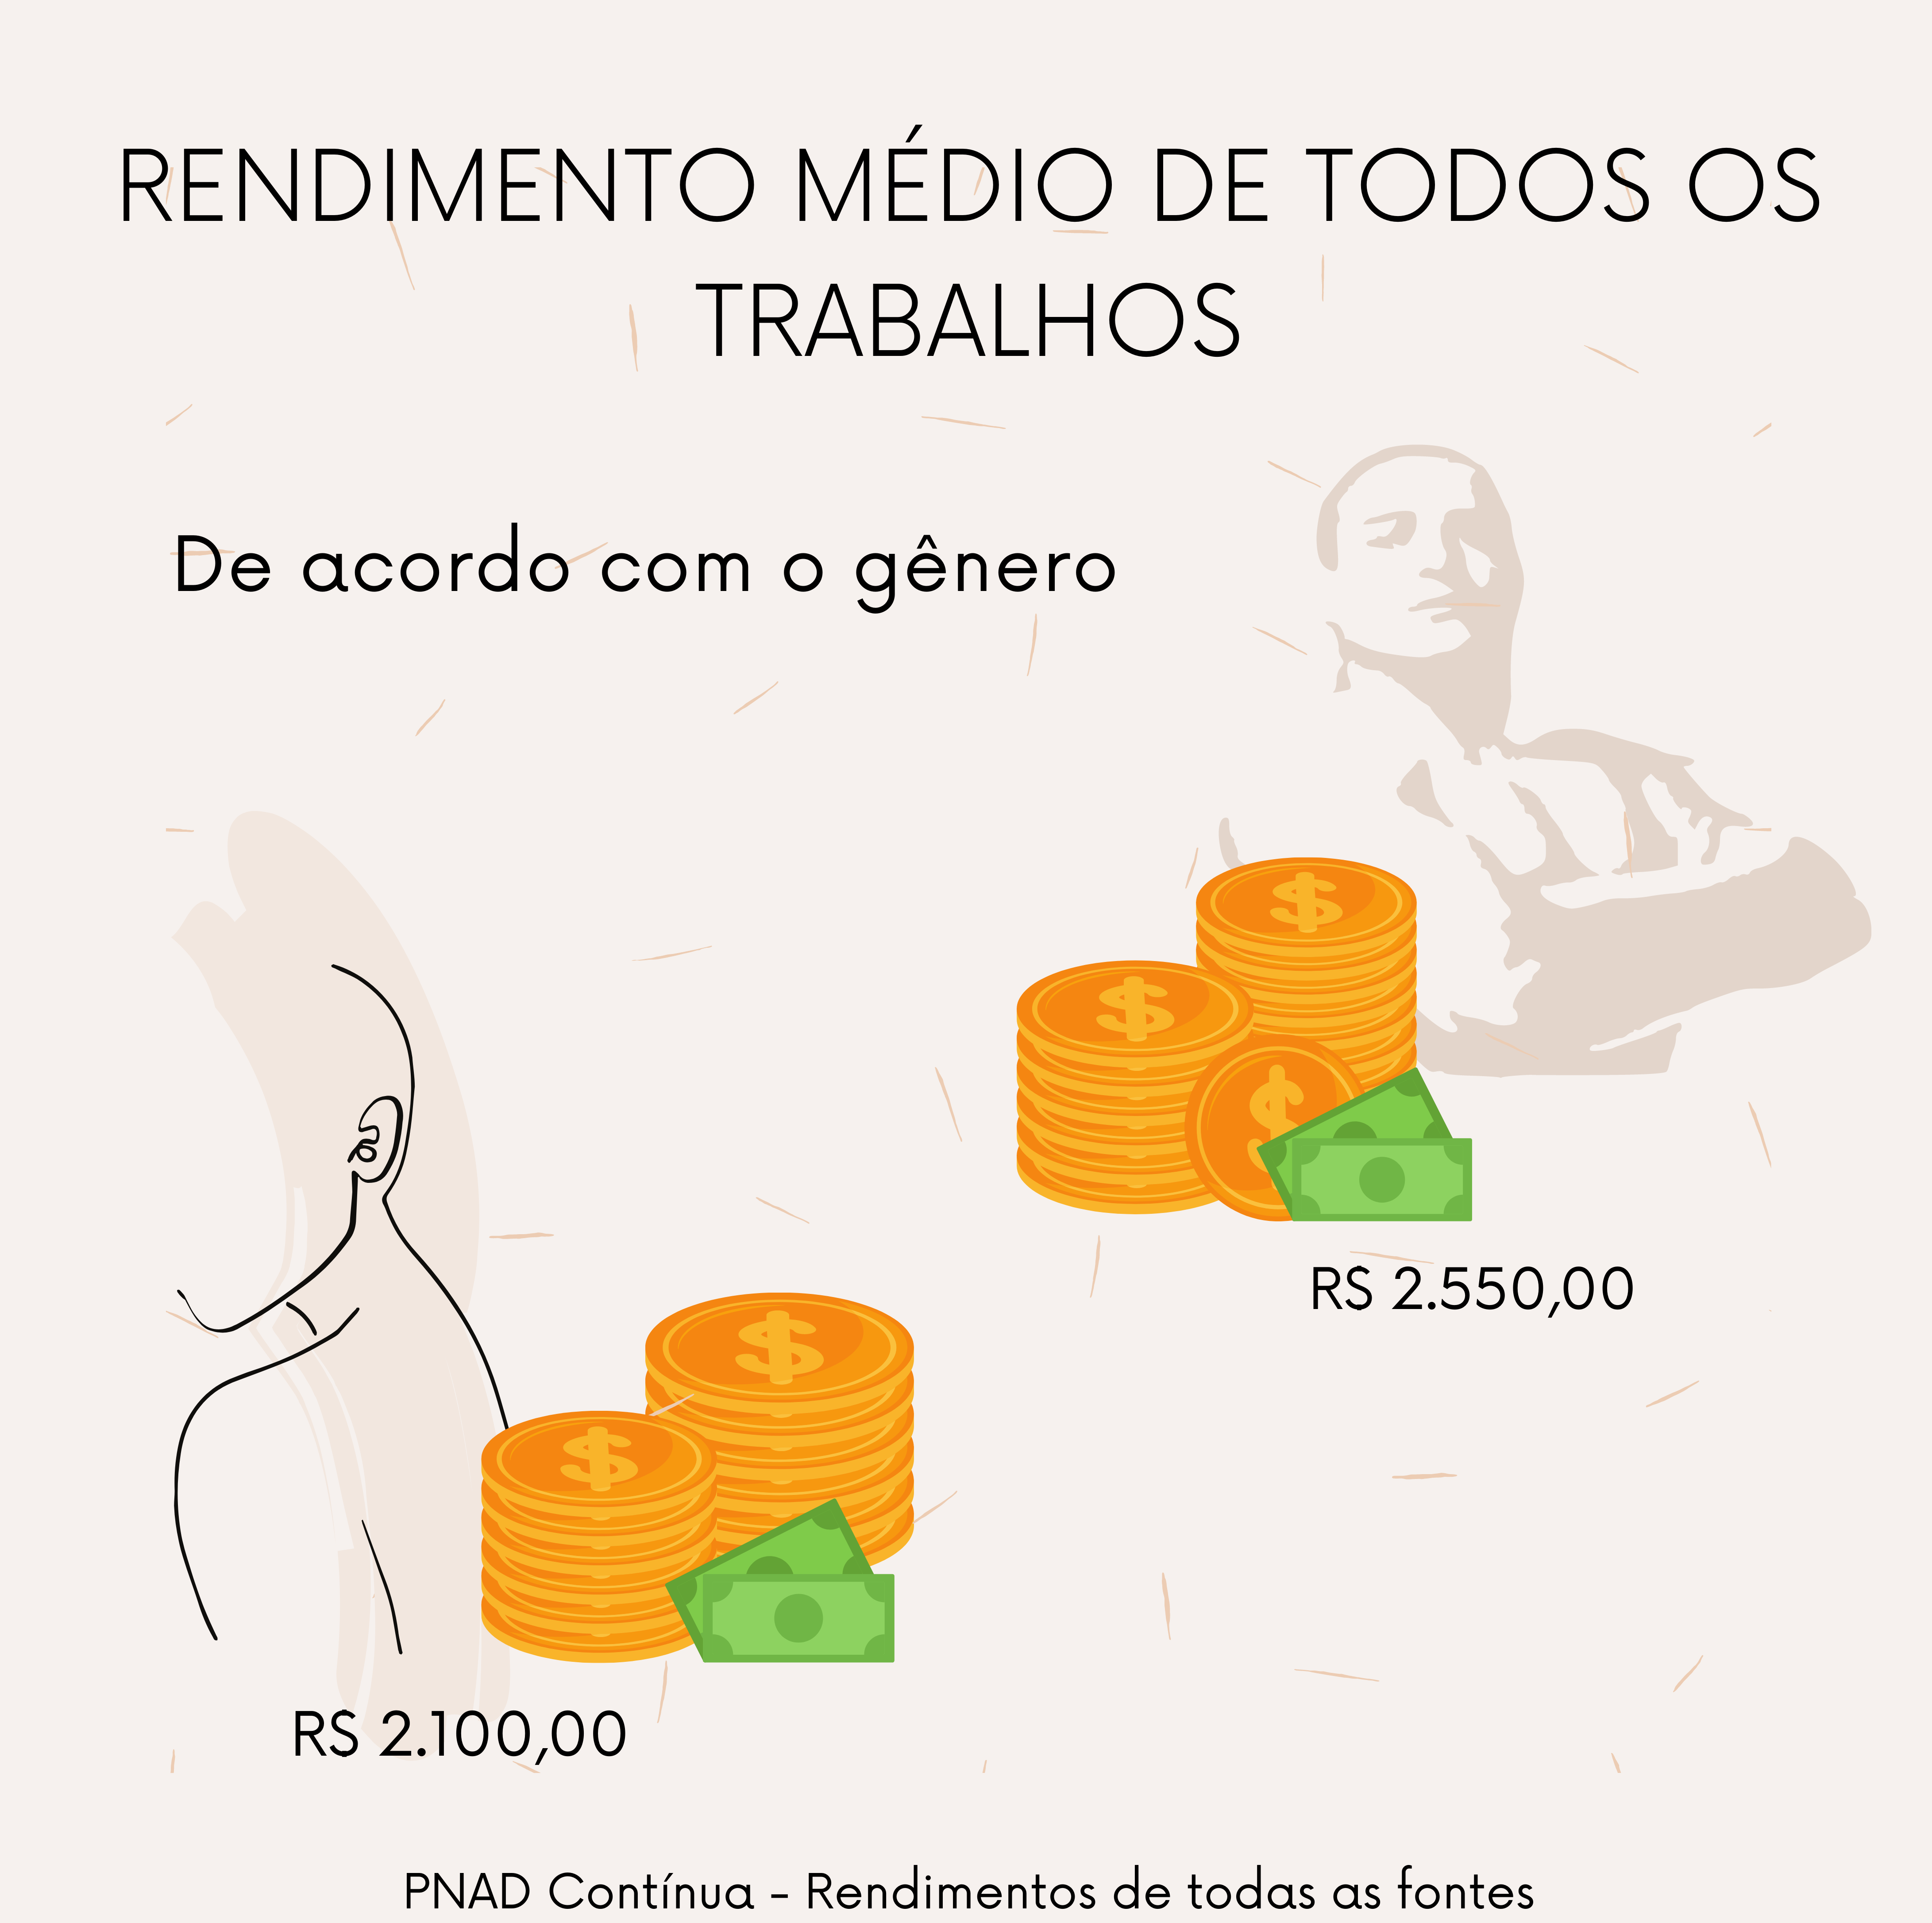 RENDIMENTO MÉDIO DE TODOS OS
TRABALHOS
De acordo com o gênero
R$ 2.550,00
R$ 2.100,00
PNAD Contínua - Rendimentos de todas as fontes